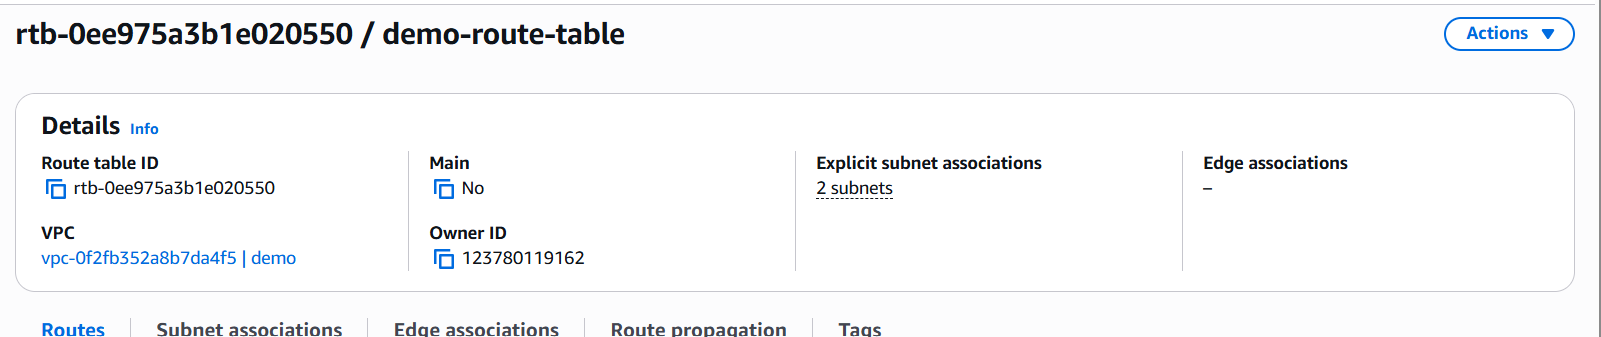 rtb-0ee975a3b1e020550 / demo-route-table
Actions
Details Info
Route table ID
rtb-0ee975a3b1e020550
Main
No
Explicit subnet associations
2 subnets
Edge associations
–
VPC
vpc-0f2fb352a8b7da4f5 | demo
Owner ID
123780119162
Routes
Subnet associations
Edge associations
Route propagation
Tags